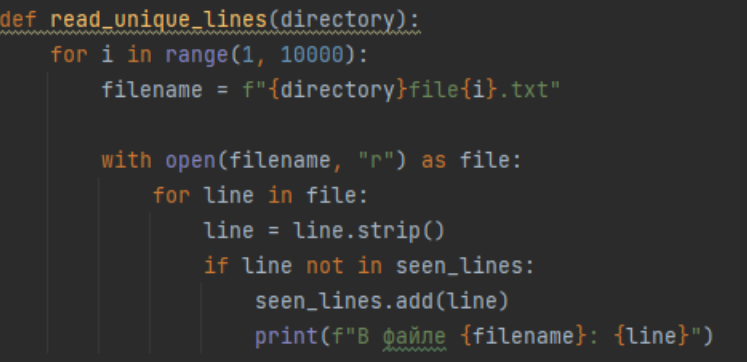 def read_unique_lines(directory):
    for i in range(1, 10000):
        filename = f"{directory}file{i}.txt"
        with open(filename, "r") as file:
            for line in file:
                line = line.strip()
                if line not in seen_lines:
                    seen_lines.add(line)
                    print(f"В файле {filename}: {line}")